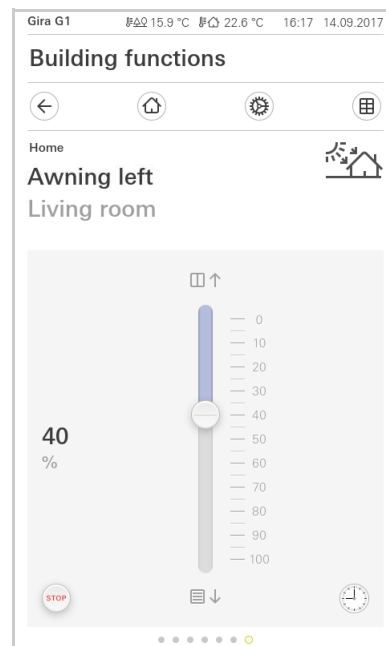 Gira G1 15.9 °C 22.6 °C 16:17 14.09.2017
Building functions
Home
Awning left
Living room
0
10
20
30
40
50
60
70
80
90
100
40
%
STOP